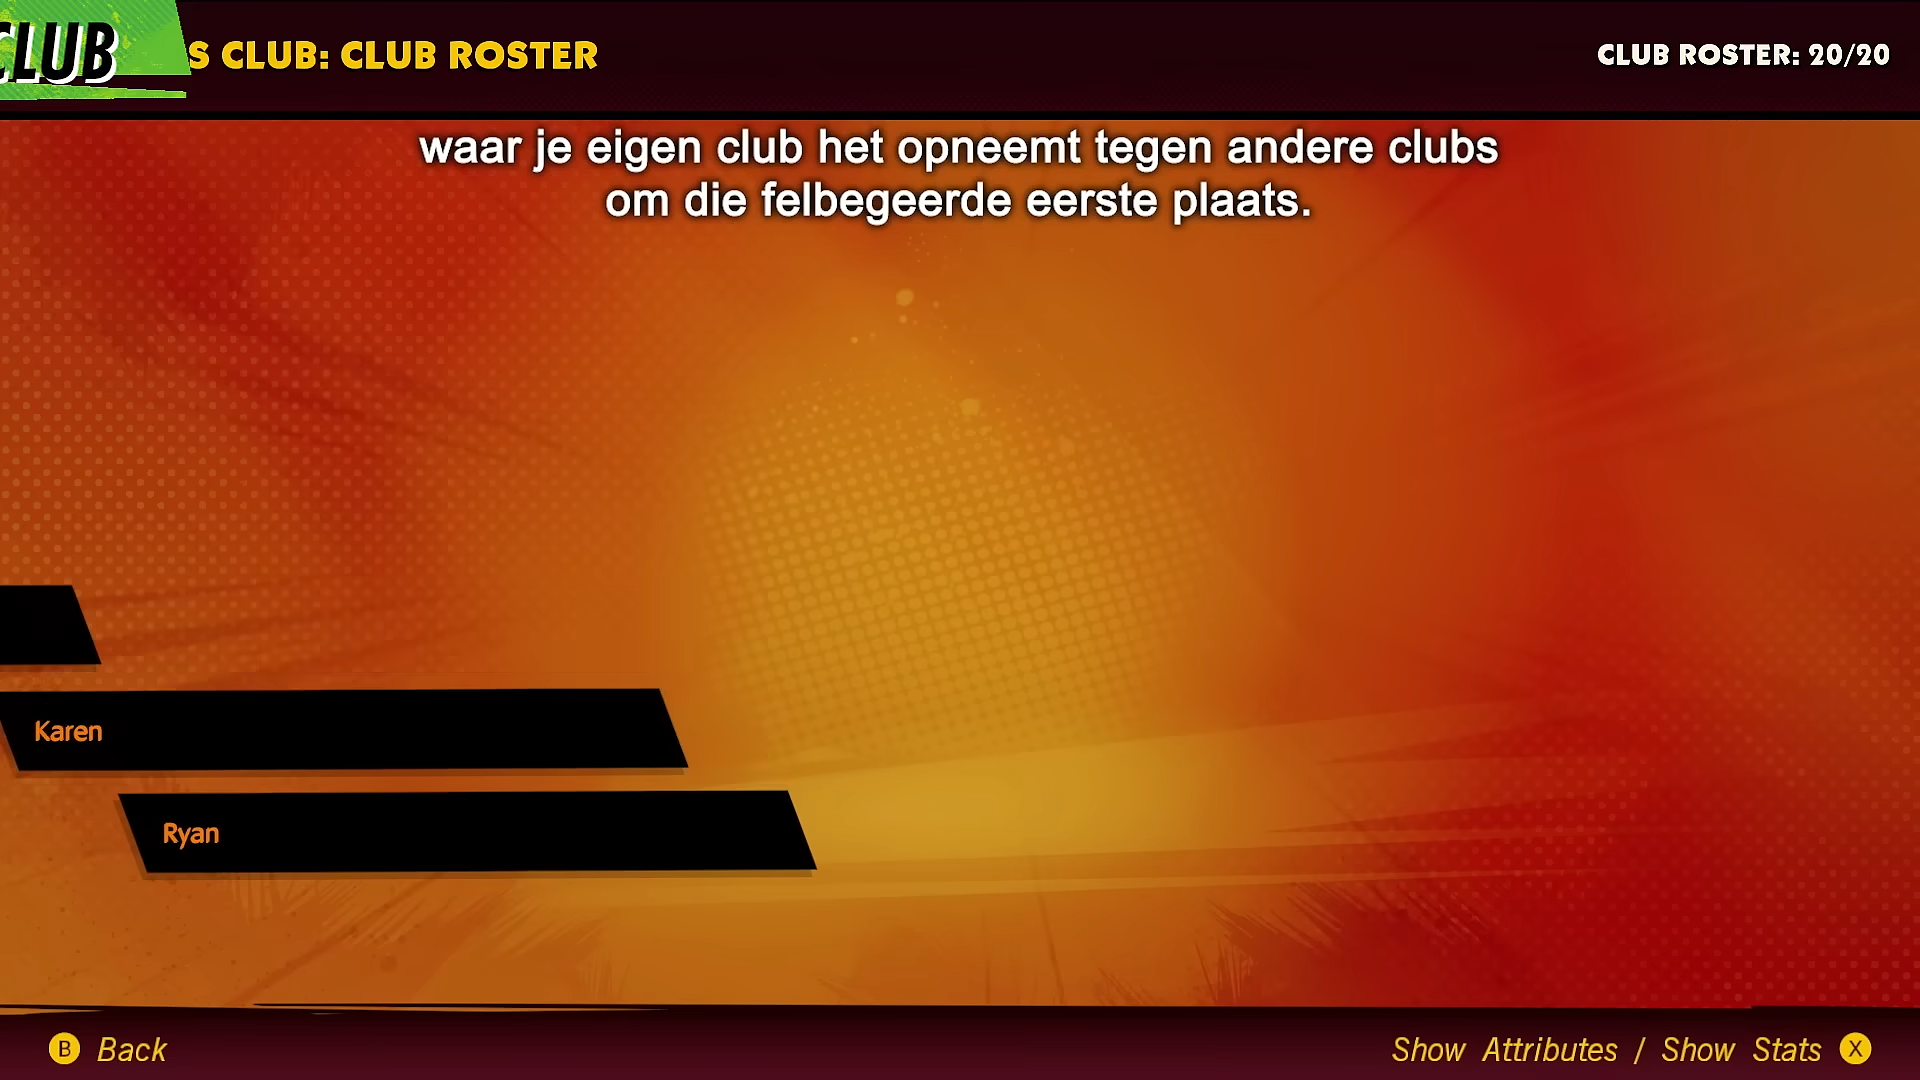 CLUB
S CLUB: CLUB ROSTER
CLUB ROSTER: 20/20
waar je eigen club het opneemt tegen andere clubs
om die felbegeerde eerste plaats.
Karen
Ryan
B Back
Show Attributes / Show Stats X